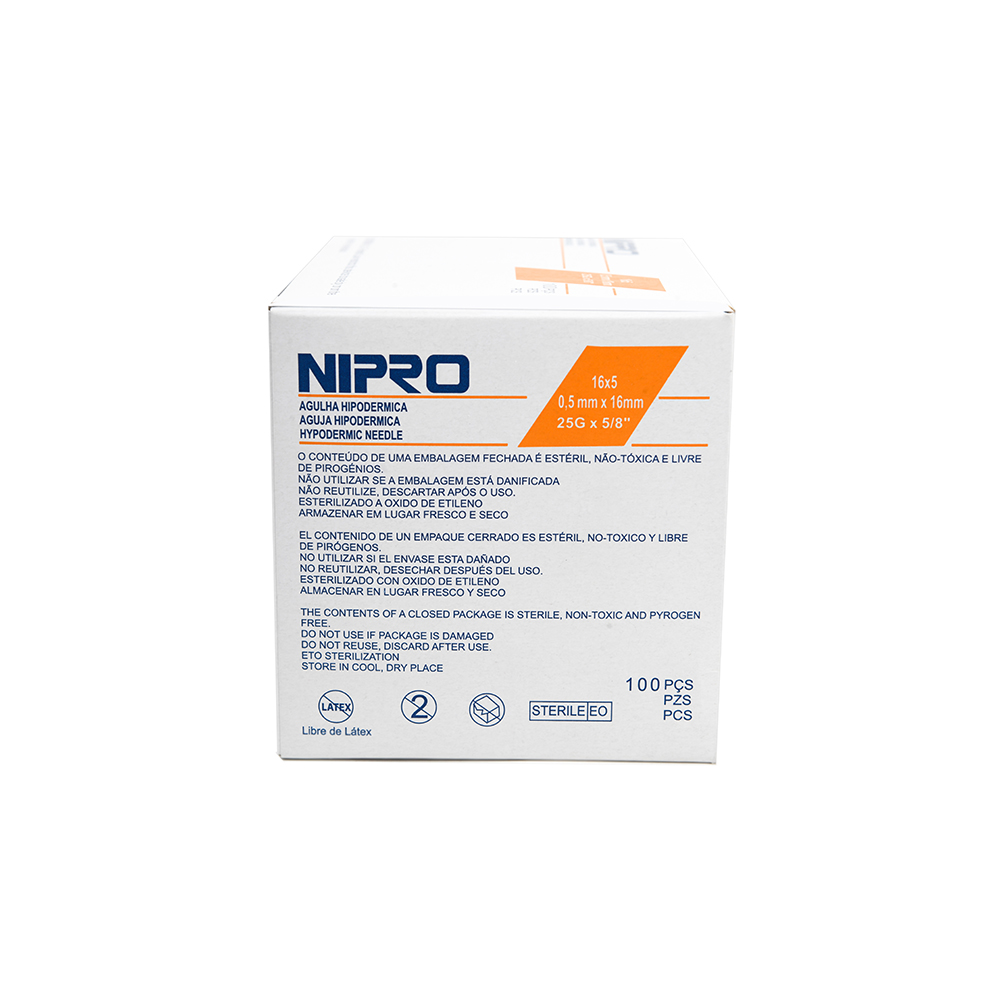 NIPRO
AGULHA HIPODERMICA
AGUJA HIPODERMICA
HYPODERMIC NEEDLE
16x5
0,5 mm x 16mm
25G x 5/8"
O CONTEÚDO DE UMA EMBALAGEM FECHADA É ESTÉRIL, NÃO-TÓXICA E LIVRE
DE PIROGÉNIOS.
NÃO UTILIZAR SE A EMBALAGEM ESTÁ DANIFICADA
NÃO REUTILIZE, DESCARTAR APÓS O USO.
ESTERILIZADO A OXIDO DE ETILENO
ARMAZENAR EM LUGAR FRESCO E SECO
EL CONTENIDO DE UN EMPAQUE CERRADO ES ESTÉRIL, NO-TOXICO Y LIBRE
DE PIRÓGENOS.
NO UTILIZAR SI EL ENVASE ESTA DAÑADO
NO REUTILIZAR, DESECHAR DESPUÉS DEL USO.
ESTERILIZADO CON OXIDO DE ETILENO
ALMACENAR EN LUGAR FRESCO Y SECO
THE CONTENTS OF A CLOSED PACKAGE IS STERILE, NON-TOXIC AND PYROGEN
FREE.
DO NOT USE IF PACKAGE IS DAMAGED
DO NOT REUSE, DISCARD AFTER USE.
ETO STERILIZATION
STORE IN COOL, DRY PLACE
100 PÇS
PZS
PCS
LATEX
2
STERILE EO
Libre de Látex